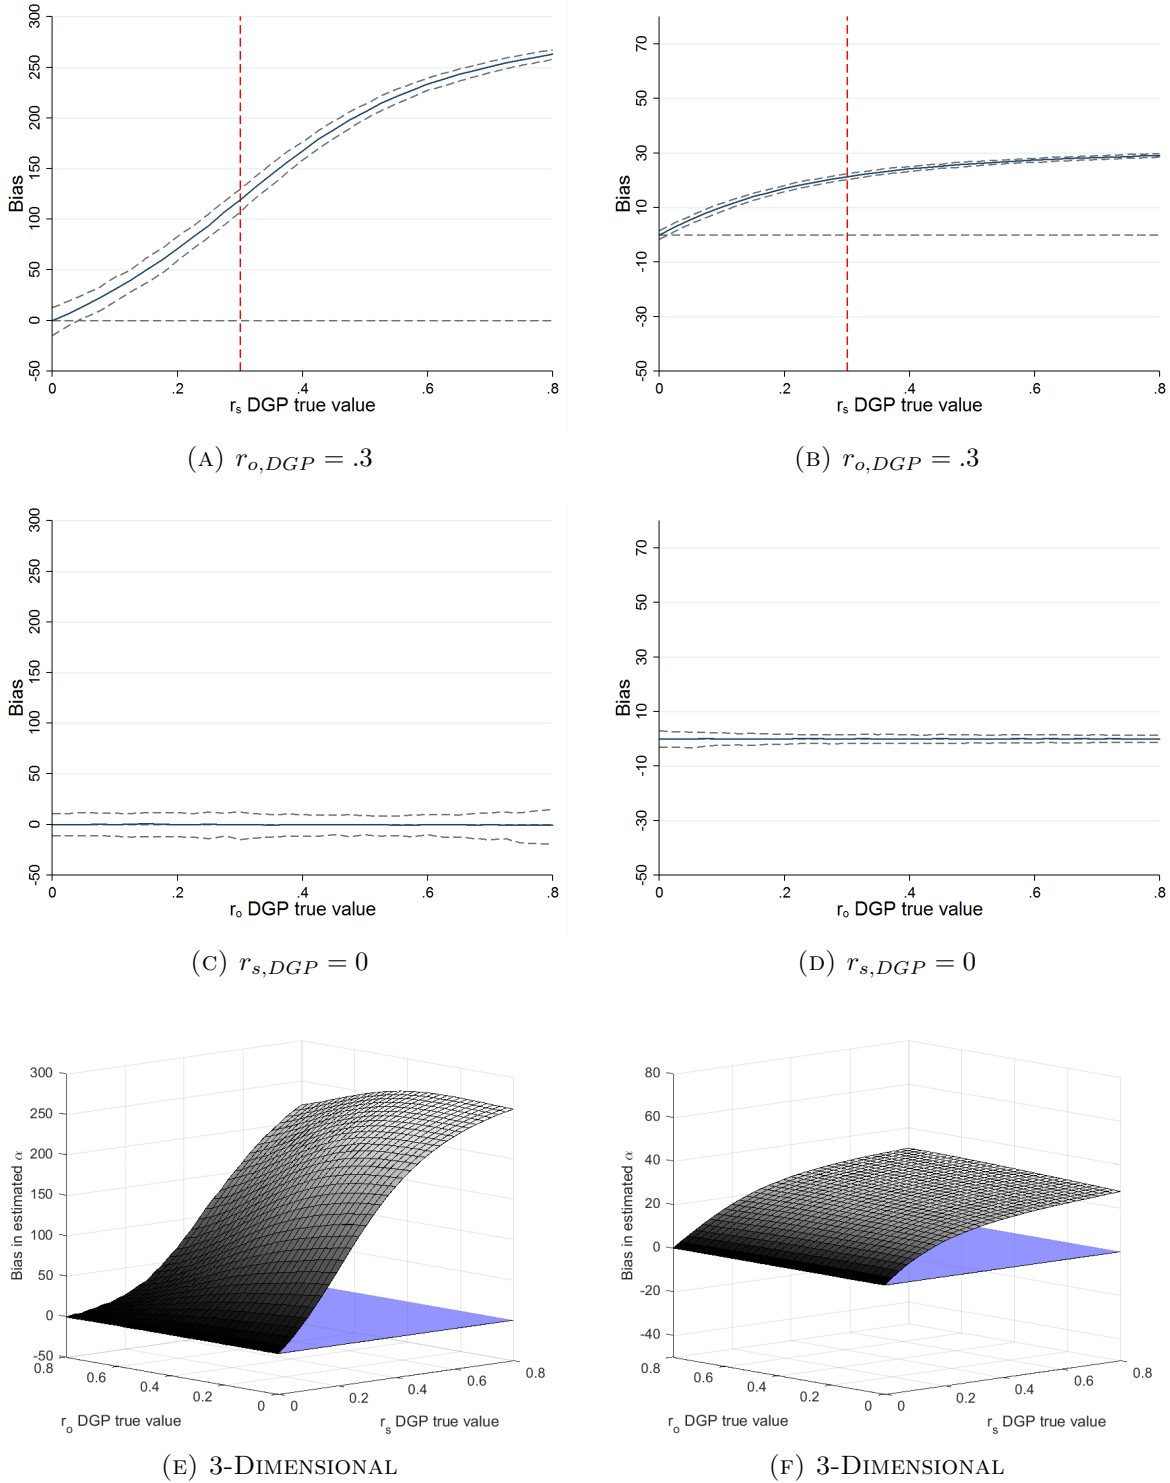 300
250
200
150
100
50
0
-50
Bias
0 .2 .4 .6 .8
rₛ DGP true value
(A) r_{o,DGP} = .3
70
50
30
10
-10
-30
-50
Bias
0 .2 .4 .6 .8
rₛ DGP true value
(B) r_{o,DGP} = .3
300
250
200
150
100
50
0
-50
Bias
0 .2 .4 .6 .8
rₒ DGP true value
(C) r_{s,DGP} = 0
70
50
30
10
-10
-30
-50
Bias
0 .2 .4 .6 .8
rₒ DGP true value
(D) r_{s,DGP} = 0
300
250
200
150
100
50
0
-50
Bias in estimated α
0.8 0.6 0.4 0.2 0
rₒ DGP true value
0 0.2 0.4 0.6 0.8
rₛ DGP true value
(E) 3-Dimensional
80
60
40
20
0
-20
-40
Bias in estimated α
0.8 0.6 0.4 0.2 0
rₒ DGP true value
0 0.2 0.4 0.6 0.8
rₛ DGP true value
(F) 3-Dimensional